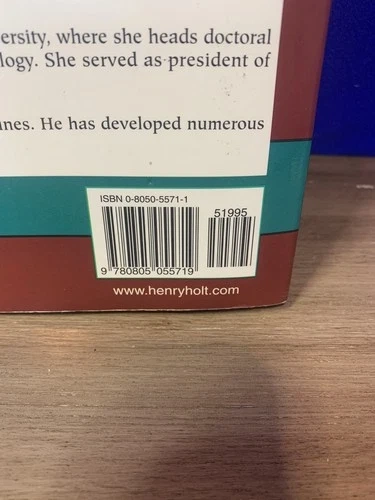 ersity, where she heads doctoral
logy. She served as president of
nes. He has developed numerous
ISBN 0-8050-5571-1
51995
9 780805 055719
www.henryholt.com